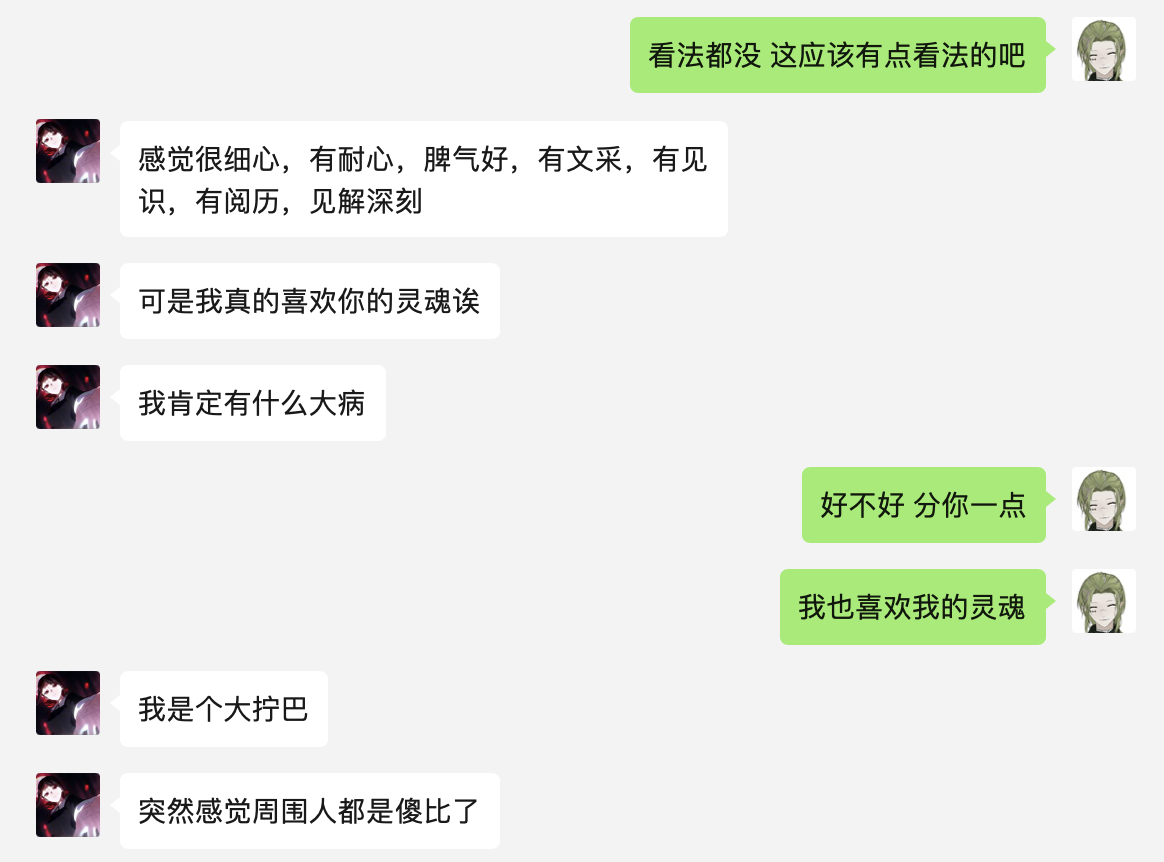 看法都没 这应该有点看法的吧
感觉很细心，有耐心，脾气好，有文采，有见
识，有阅历，见解深刻
可是我真的喜欢你的灵魂诶
我肯定有什么大病
好不好 分你一点
我也喜欢我的灵魂
我是个大拧巴
突然感觉周围人都是傻比了